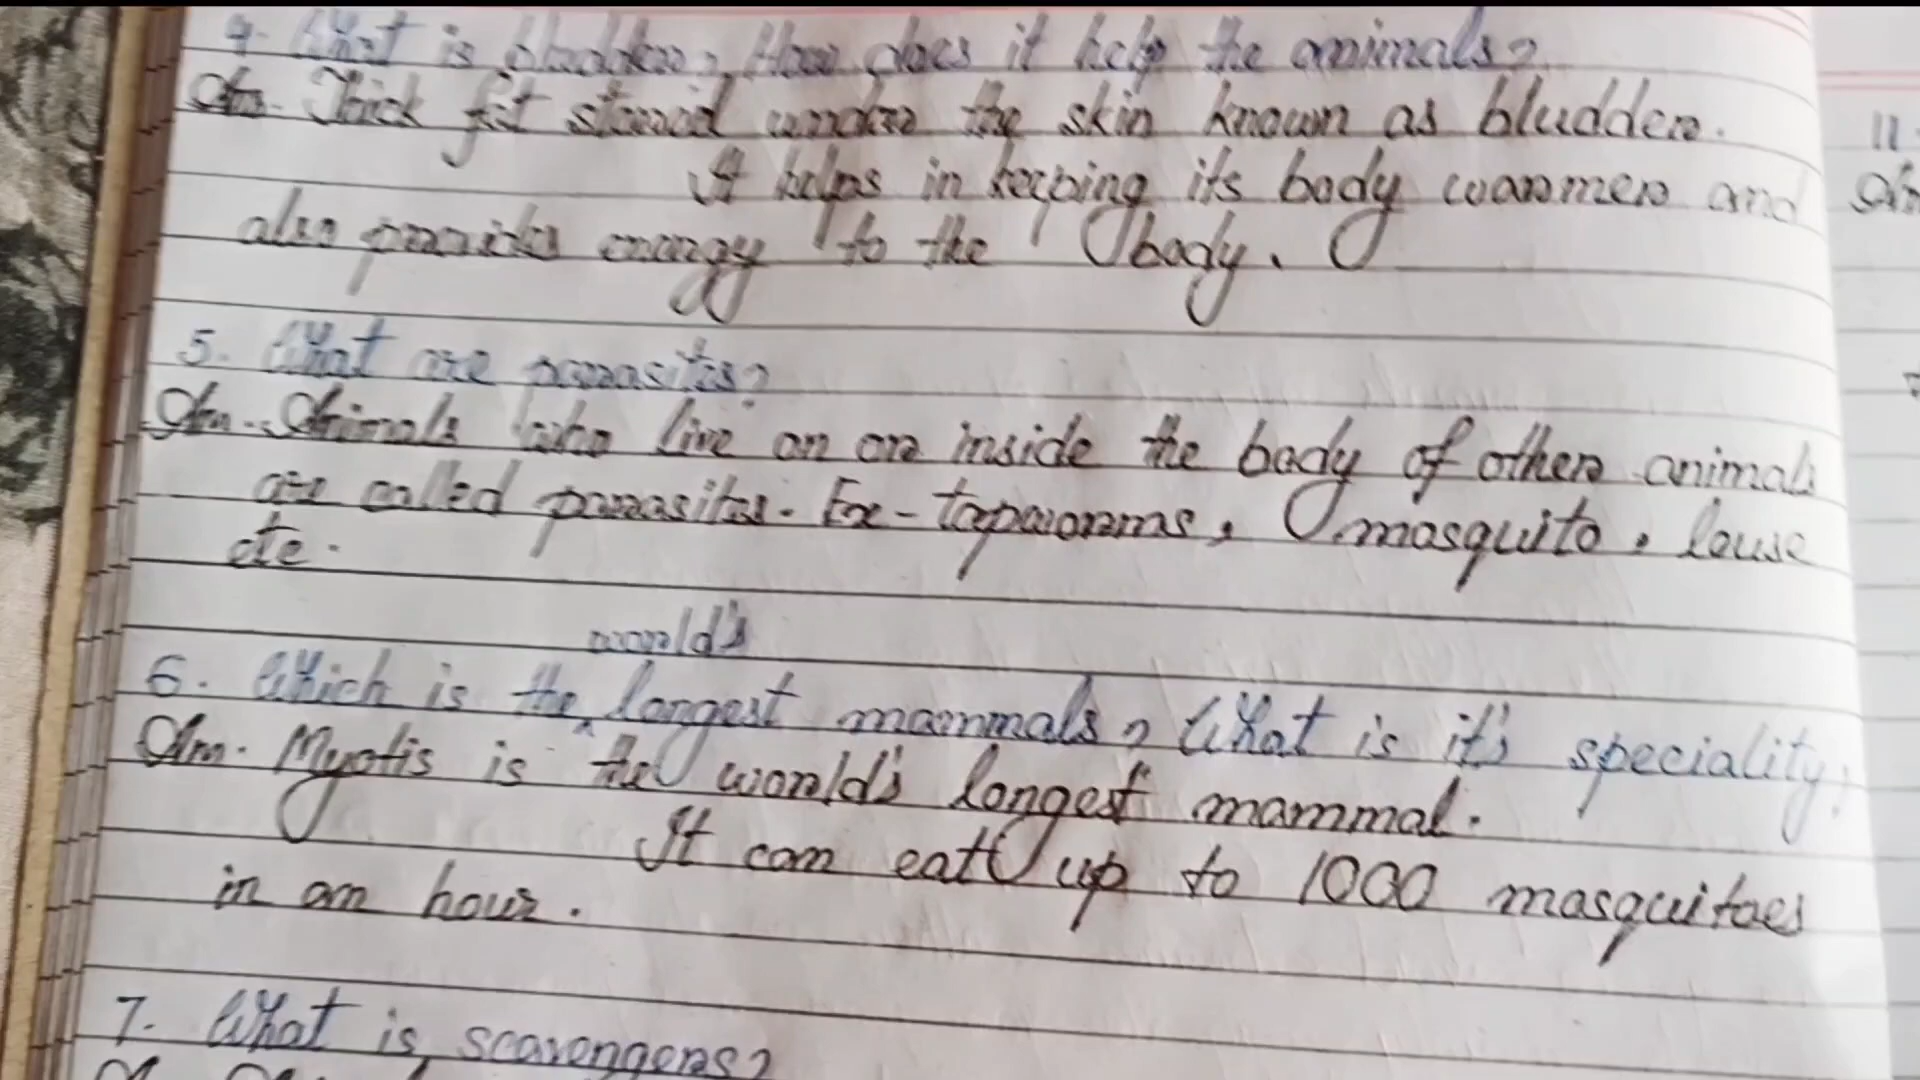 4. What is bludder? How does it help the animals?
Ans. Thick fat stored under the skin known as bludder.
It helps in keeping its body warmer and
also provides energy to the body.
5. What are parasites?
Ans. Animals who live on or inside the body of other animals
are called parasites. Ex - tapworms, mosquito, louse
etc.
world's
6. Which is the longest mammals? What is it's speciality?
Ans. Myotis is the world's longest mammal.
It can eat up to 1000 mosquitoes
in an hour.
7. What is scavengers?
11.